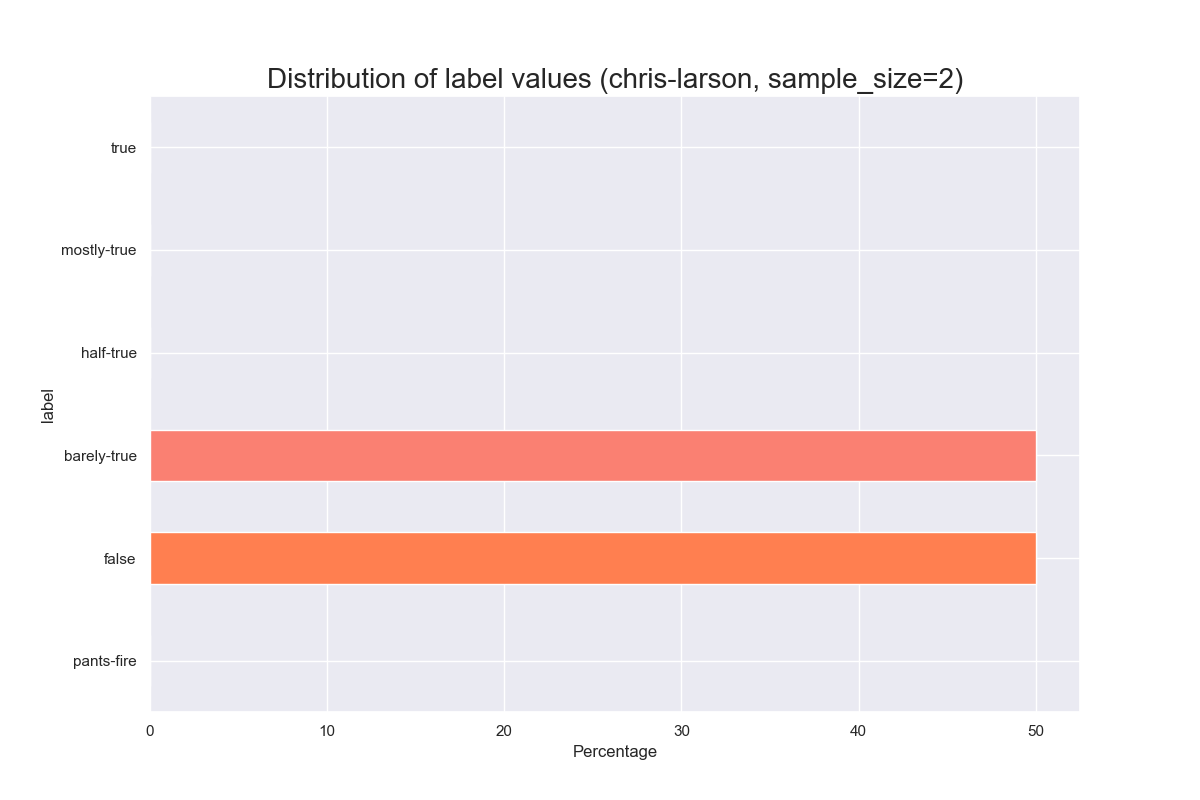 Distribution of label values (chris-larson, sample_size=2)
true
mostly-true
half-true
label
barely-true
false
pants-fire
0 10 20 30 40 50
Percentage